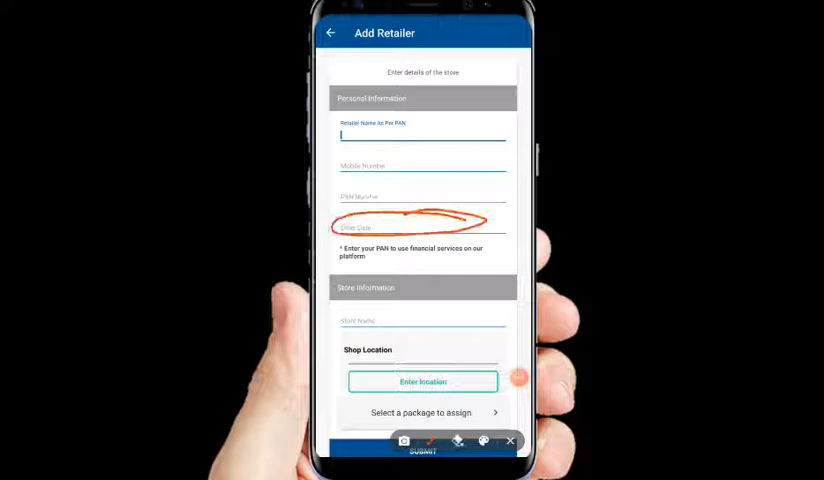 Add Retailer
Enter details of the store
Personal Information
Retailer Name As Per PAN
Mobile Number
PAN Number
* Enter your PAN to use financial services on our
platform
Store Information
Store Name
Shop Location
Enter location
Select a package to assign
SUBMIT